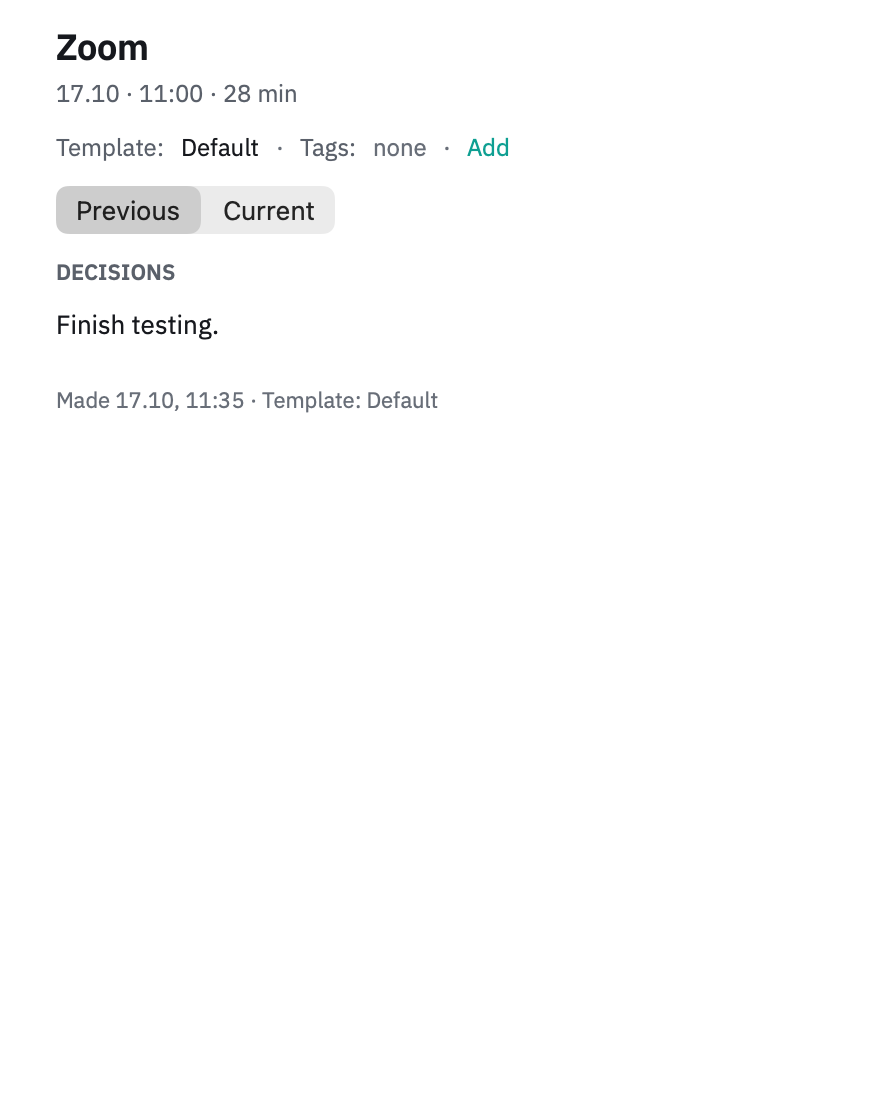 Zoom
17.10 · 11:00 · 28 min
Template: Default · Tags: none · Add
Previous Current
DECISIONS
Finish testing.
Made 17.10, 11:35 · Template: Default